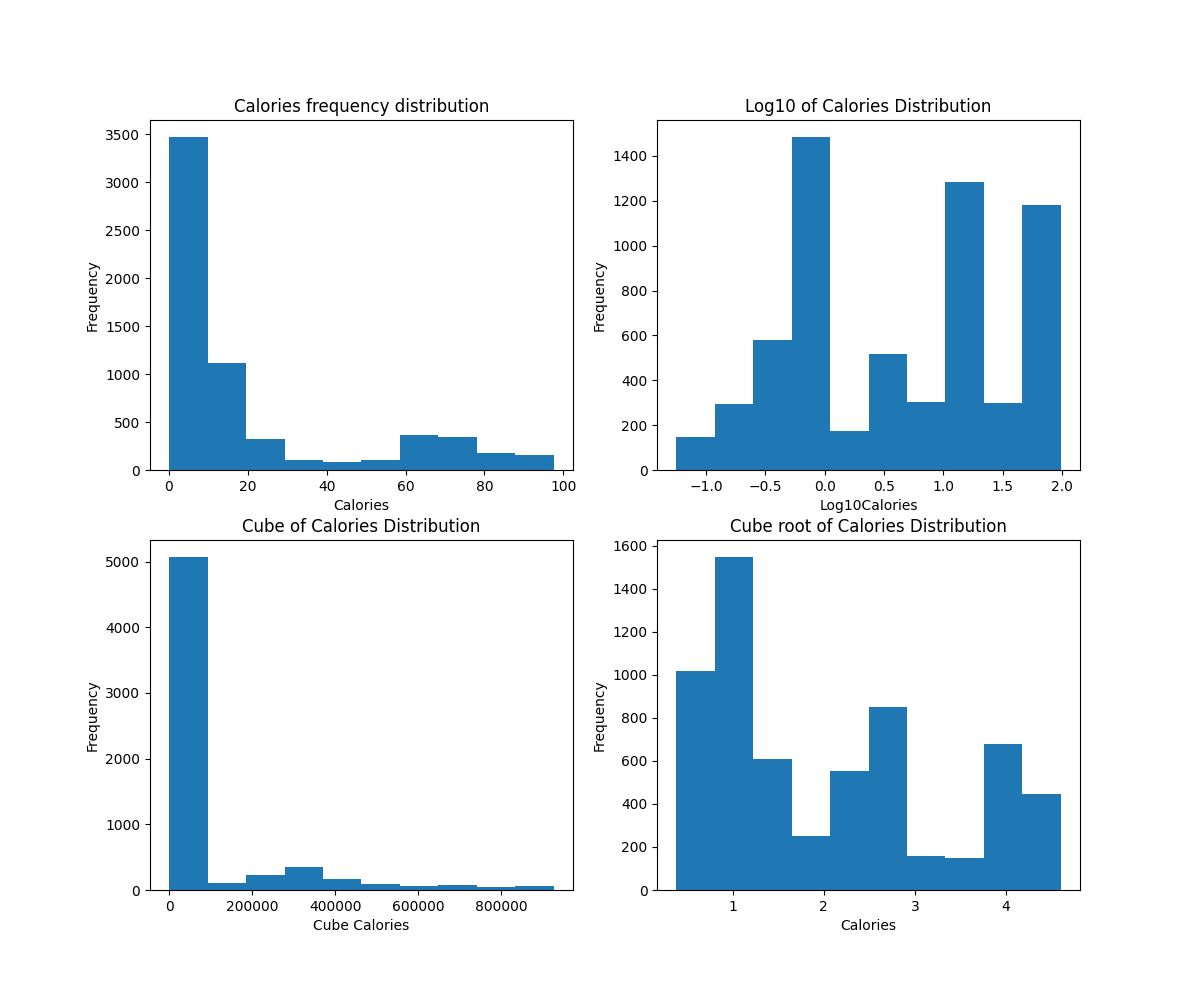 Calories frequency distribution
3500
3000
2500
2000
1500
1000
500
0
Frequency
0 20 40 60 80 100
Calories
Log10 of Calories Distribution
1400
1200
1000
800
600
400
200
0
Frequency
−1.0 −0.5 0.0 0.5 1.0 1.5 2.0
Log10Calories
Cube of Calories Distribution
5000
4000
3000
2000
1000
0
Frequency
0 200000 400000 600000 800000
Cube Calories
Cube root of Calories Distribution
1600
1400
1200
1000
800
600
400
200
0
Frequency
1 2 3 4
Calories